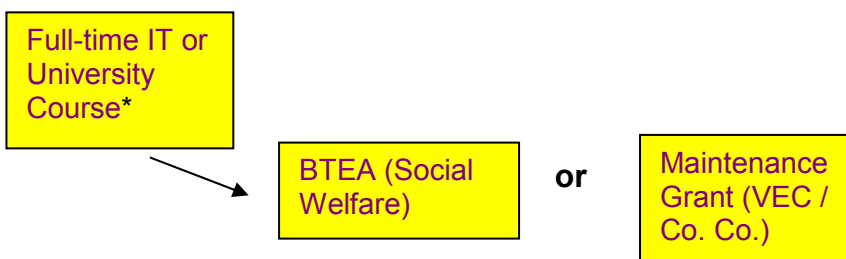 Full-time IT or
University
Course*
BTEA (Social
Welfare)
or
Maintenance
Grant (VEC /
Co. Co.)